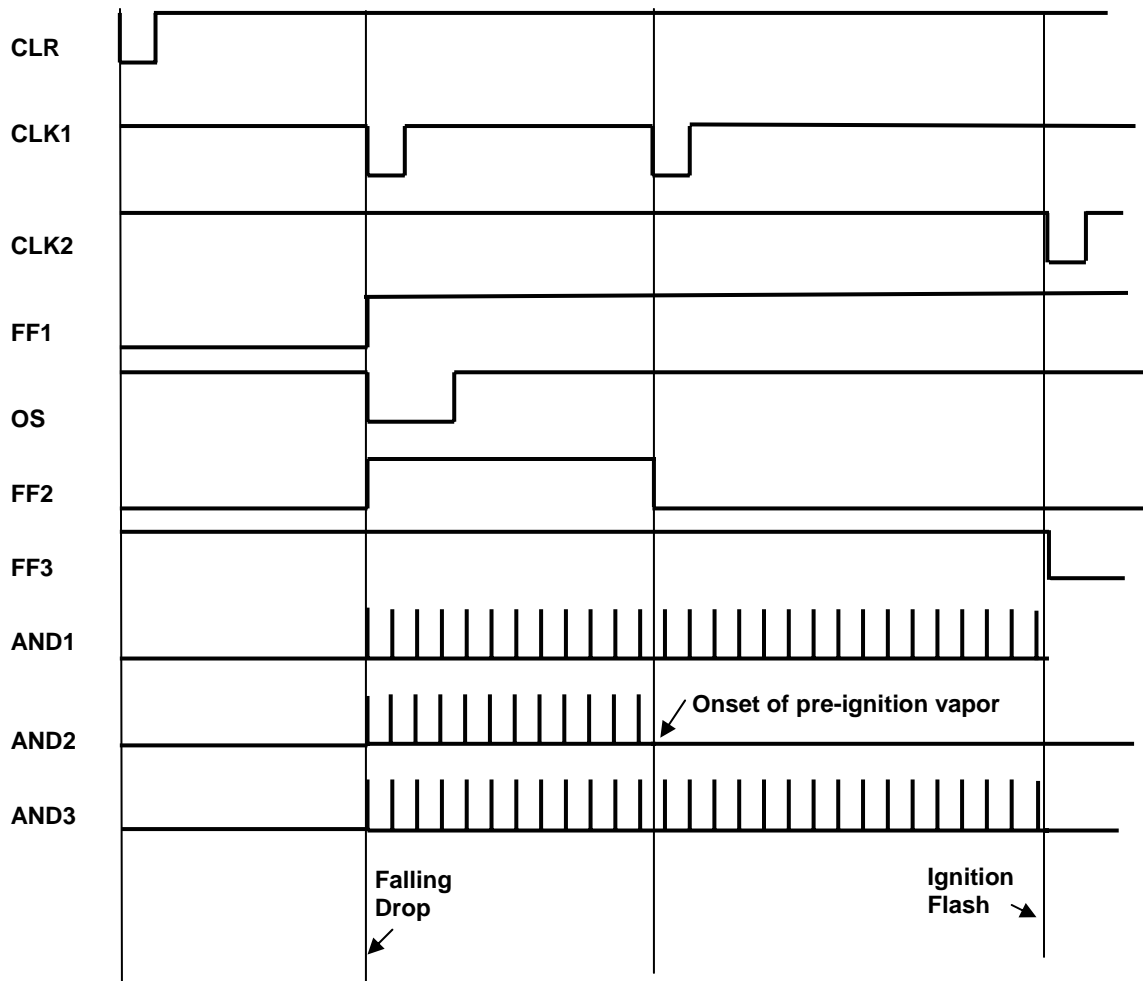 CLR
CLK1
CLK2
FF1
OS
FF2
FF3
AND1
Onset of pre-ignition vapor
AND2
AND3
Falling
Drop
Ignition
Flash